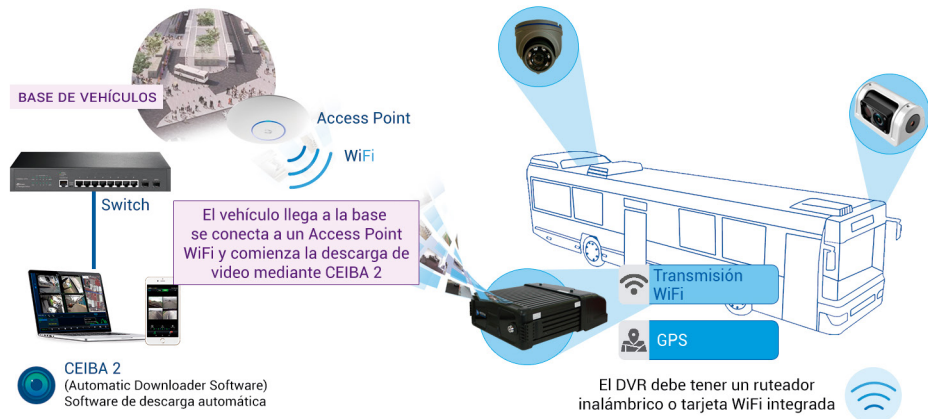 BASE DE VEHÍCULOS
Access Point
WiFi
Switch
El vehículo llega a la base
se conecta a un Access Point
WiFi y comienza la descarga de
video mediante CEIBA 2
Transmisión
WiFi
GPS
CEIBA 2
(Automatic Downloader Software)
Software de descarga automática
El DVR debe tener un ruteador
inalámbrico o tarjeta WiFi integrada